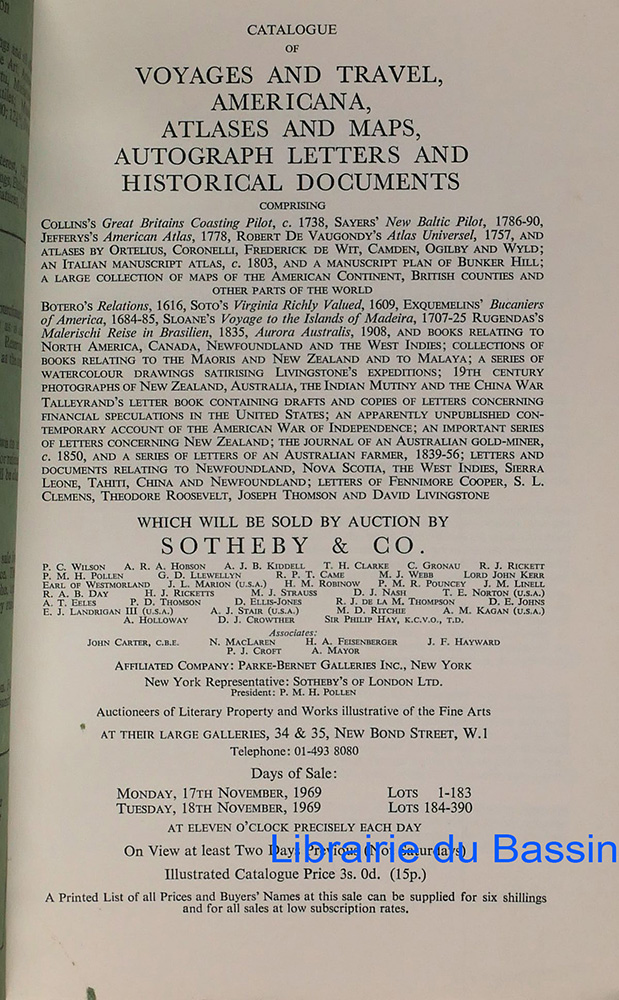 CATALOGUE
OF
VOYAGES AND TRAVEL,
AMERICANA,
ATLASES AND MAPS,
AUTOGRAPH LETTERS AND
HISTORICAL DOCUMENTS
COMPRISING
COLLINS'S Great Britains Coasting Pilot, c. 1738, SAYERS' New Baltic Pilot, 1786-90,
JEFFERYS'S American Atlas, 1778, ROBERT DE VAUGONDY'S Atlas Universel, 1757, AND
ATLASES BY ORTELIUS, CORONELLI, FREDERICK DE WIT, CAMDEN, OGILBY AND WYLD;
AN ITALIAN MANUSCRIPT ATLAS, c. 1803, AND A MANUSCRIPT PLAN OF BUNKER HILL;
A LARGE COLLECTION OF MAPS OF THE AMERICAN CONTINENT, BRITISH COUNTIES AND
OTHER PARTS OF THE WORLD
BOTERO'S Relations, 1616, SOTO'S Virginia Richly Valued, 1609, EXQUEMELINS' Bucaniers
of America, 1684-85, SLOANE'S Voyage to the Islands of Madeira, 1707-25 RUGENDAS'S
Malerischi Reise in Brasilien, 1835, Aurora Australis, 1908, AND BOOKS RELATING TO
NORTH AMERICA, CANADA, NEWFOUNDLAND AND THE WEST INDIES; COLLECTIONS OF
BOOKS RELATING TO THE MAORIS AND NEW ZEALAND AND TO MALAYA; A SERIES OF
WATERCOLOUR DRAWINGS SATIRISING LIVINGSTONE'S EXPEDITIONS; 19TH CENTURY
PHOTOGRAPHS OF NEW ZEALAND, AUSTRALIA, THE INDIAN MUTINY AND THE CHINA WAR
TALLEYRAND'S LETTER BOOK CONTAINING DRAFTS AND COPIES OF LETTERS CONCERNING
FINANCIAL SPECULATIONS IN THE UNITED STATES; AN APPARENTLY UNPUBLISHED CON-
TEMPORARY ACCOUNT OF THE AMERICAN WAR OF INDEPENDENCE; AN IMPORTANT SERIES
OF LETTERS CONCERNING NEW ZEALAND; THE JOURNAL OF AN AUSTRALIAN GOLD-MINER,
c. 1850, AND A SERIES OF LETTERS OF AN AUSTRALIAN FARMER, 1839-56; LETTERS AND
DOCUMENTS RELATING TO NEWFOUNDLAND, NOVA SCOTIA, THE WEST INDIES, SIERRA
LEONE, TAHITI, CHINA AND NEWFOUNDLAND; LETTERS OF FENNIMORE COOPER, S. L.
CLEMENS, THEODORE ROOSEVELT, JOSEPH THOMSON AND DAVID LIVINGSTONE
WHICH WILL BE SOLD BY AUCTION BY
SOTHEBY & CO.
P. C. WILSON A. R. A. HOBSON A. J. B. KIDDELL T. H. CLARKE C. GRONAU R. J. RICKETT
P. M. H. POLLEN G. D. LLEWELLYN R. P. T. CAME M. J. WEBB LORD JOHN KERR
EARL OF WESTMORLAND J. L. MARION (U.S.A.) H. M. ROBINOW P. M. R. POUNCEY J. M. LINELL
R. A. B. DAY H. J. RICKETTS M. J. STRAUSS D. J. NASH T. E. NORTON (U.S.A.)
A. T. EELES P. D. THOMSON D. ELLIS-JONES R. J. DE LA M. THOMPSON D. E. JOHNS
E. J. LANDRIGAN III (U.S.A.) A. J. STAIR (U.S.A.) M. D. RITCHIE A. M. KAGAN (U.S.A.)
A. HOLLOWAY D. J. CROWTHER SIR PHILIP HAY, K.C.V.O., T.D.
Associates:
JOHN CARTER, C.B.E. N. MACLAREN H. A. FEISENBERGER J. F. HAYWARD
P. J. CROFT A. MAYOR
AFFILIATED COMPANY: PARKE-BERNET GALLERIES INC., NEW YORK
NEW YORK REPRESENTATIVE: SOTHEBY'S OF LONDON LTD.
President: P. M. H. POLLEN
Auctioneers of Literary Property and Works illustrative of the Fine Arts
AT THEIR LARGE GALLERIES, 34 & 35, NEW BOND STREET, W.1
Telephone: 01-493 8080
Days of Sale:
MONDAY, 17TH NOVEMBER, 1969 LOTS 1-183
TUESDAY, 18TH NOVEMBER, 1969 LOTS 184-390
AT ELEVEN O'CLOCK PRECISELY EACH DAY
On View at least Two Days Previous (Not Saturdays)
Librairie du Bassin
Illustrated Catalogue Price 3s. 0d. (15p.)
A Printed List of all Prices and Buyers' Names at this sale can be supplied for six shillings
and for all sales at low subscription rates.